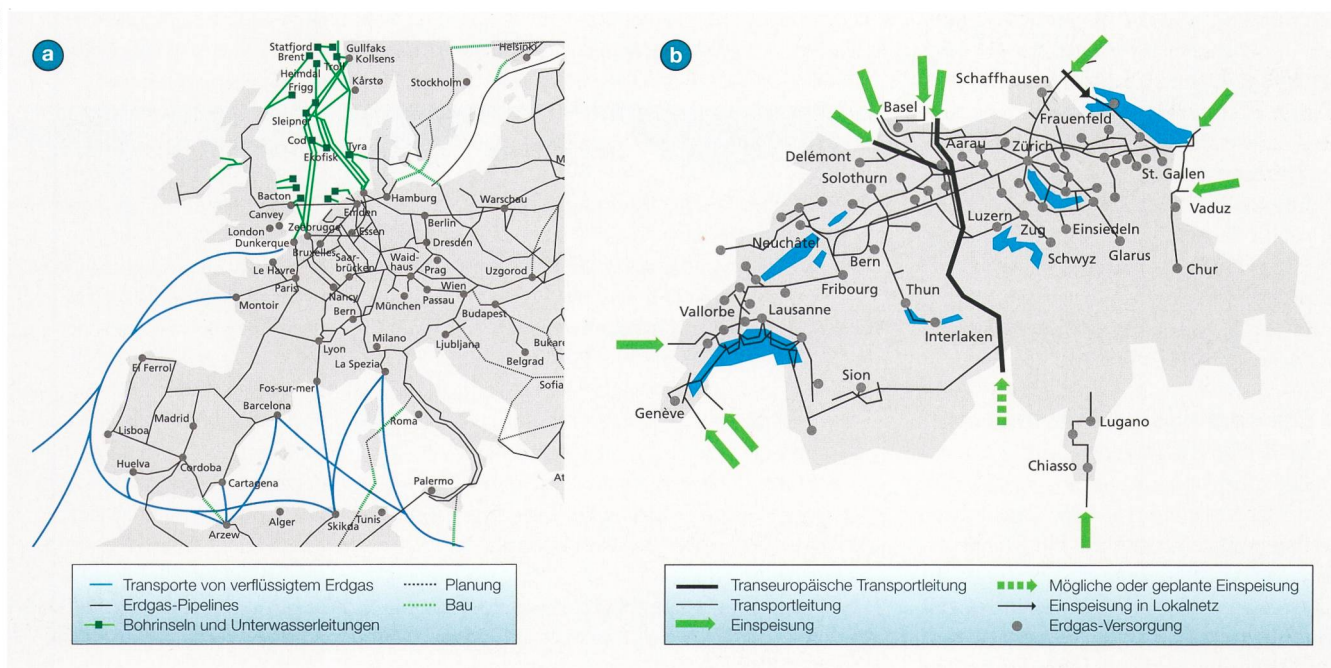 a
Statfjord
Gullfaks
Brent
Kollsens
Troll
Heimdal
Frigg
Kårstø
Helsinki
Stockholm
Sleipner
Cod
Ekofisk
Tyra
Bacton
Hamburg
Canvey
Emden
Warschau
London
Zeebrugge
Essen
Berlin
Dunkerque
Bruxelles
Dresden
Saar-
brücken
Waid-
haus
Prag
Uzgorod
Le Havre
Paris
Nancy
Wien
Montoir
München
Passau
Bern
Budapest
Lyon
Milano
Ljubljana
Bukare
La Spezia
Belgrad
El Ferrol
Fos-sur-mer
Sofia
Barcelona
Madrid
Roma
Lisboa
Huelva
Cordoba
Cartagena
Palermo
At
Alger
Skikda
Tunis
Arzew
Transporte von verflüssigtem Erdgas
Erdgas-Pipelines
Bohrinseln und Unterwasserleitungen
Planung
Bau
b
Schaffhausen
Basel
Frauenfeld
Delémont
Aarau
Zürich
Solothurn
St. Gallen
Luzern
Zug
Einsiedeln
Vaduz
Neuchâtel
Bern
Schwyz
Glarus
Chur
Fribourg
Thun
Vallorbe
Lausanne
Interlaken
Sion
Genève
Lugano
Chiasso
Transeuropäische Transportleitung
Transportleitung
Einspeisung
Mögliche oder geplante Einspeisung
Einspeisung in Lokalnetz
Erdgas-Versorgung